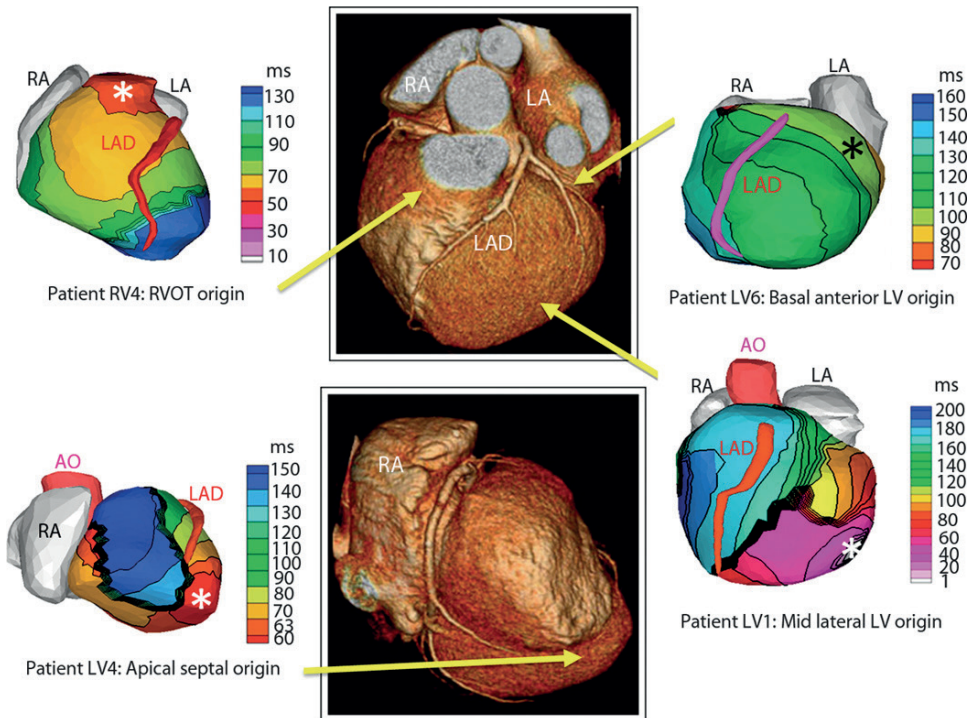 RA
LA
LAD
ms
130
110
90
70
50
30
10
Patient RV4: RVOT origin
RA
LA
LAD
RA
LA
LAD
ms
160
150
140
130
120
110
100
90
80
70
Patient LV6: Basal anterior LV origin
AO
RA
LAD
ms
150
140
130
120
110
100
90
80
70
63
60
Patient LV4: Apical septal origin
RA
AO
RA
LA
LAD
ms
200
180
160
140
120
100
80
60
40
20
1
Patient LV1: Mid lateral LV origin